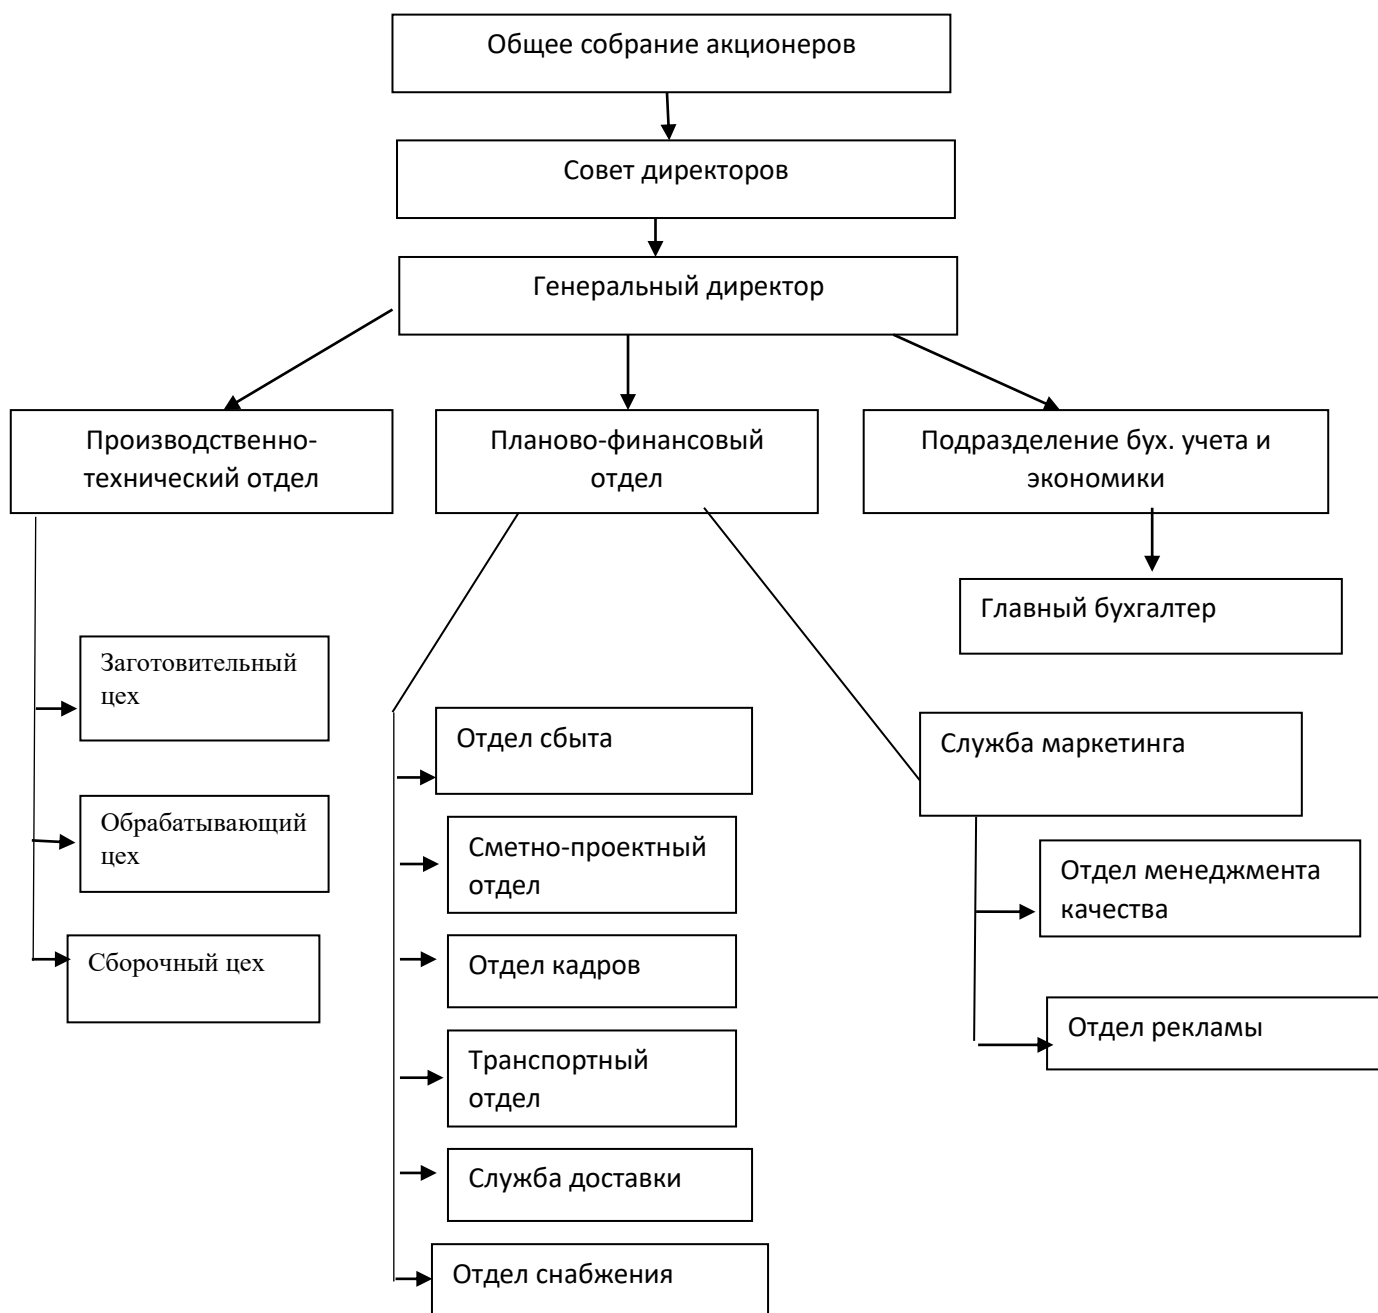 Общее собрание акционеров
Совет директоров
Генеральный директор
Производственно-
технический отдел
Планово-финансовый
отдел
Подразделение бух. учета и
экономики
Главный бухгалтер
Заготовительный
цех
Обрабатывающий
цех
Сборочный цех
Отдел сбыта
Сметно-проектный
отдел
Отдел кадров
Транспортный
отдел
Служба доставки
Отдел снабжения
Служба маркетинга
Отдел менеджмента
качества
Отдел рекламы